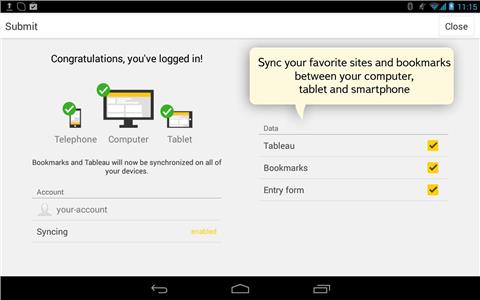 11:15
Submit
Close
Congratulations, you've logged in!
Telephone
Computer
Tablet
Bookmarks and Tableau will now be synchronized on all of
your devices.
Account
your-account
Syncing
enabled
Sync your favorite sites and bookmarks
between your computer,
tablet and smartphone
Data
Tableau
Bookmarks
Entry form